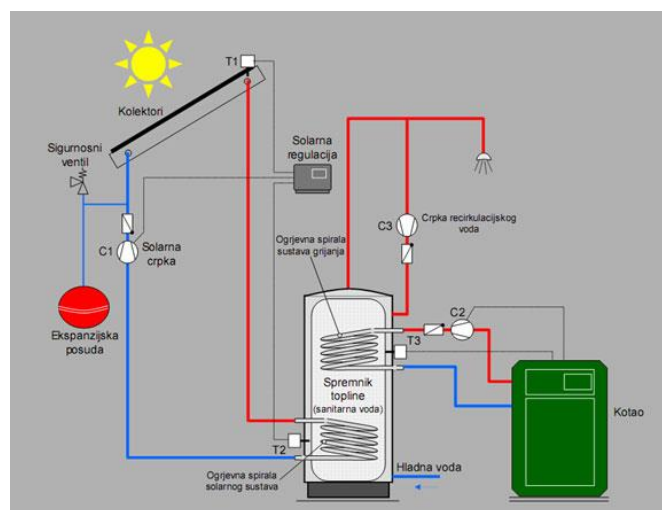 T1
Kolektori
Sigurnosni
ventil
Solarna
regulacija
C1
Solarna
crpka
C3
Crpka recirkulacijskog
voda
Ogrjevna spirala
sustava grijanja
Ekspanzijska
posuda
C2
T3
Spremnik
topline
(sanitarna voda)
Kotao
T2
Ogrjevna spirala
solarnog sustava
Hladna voda